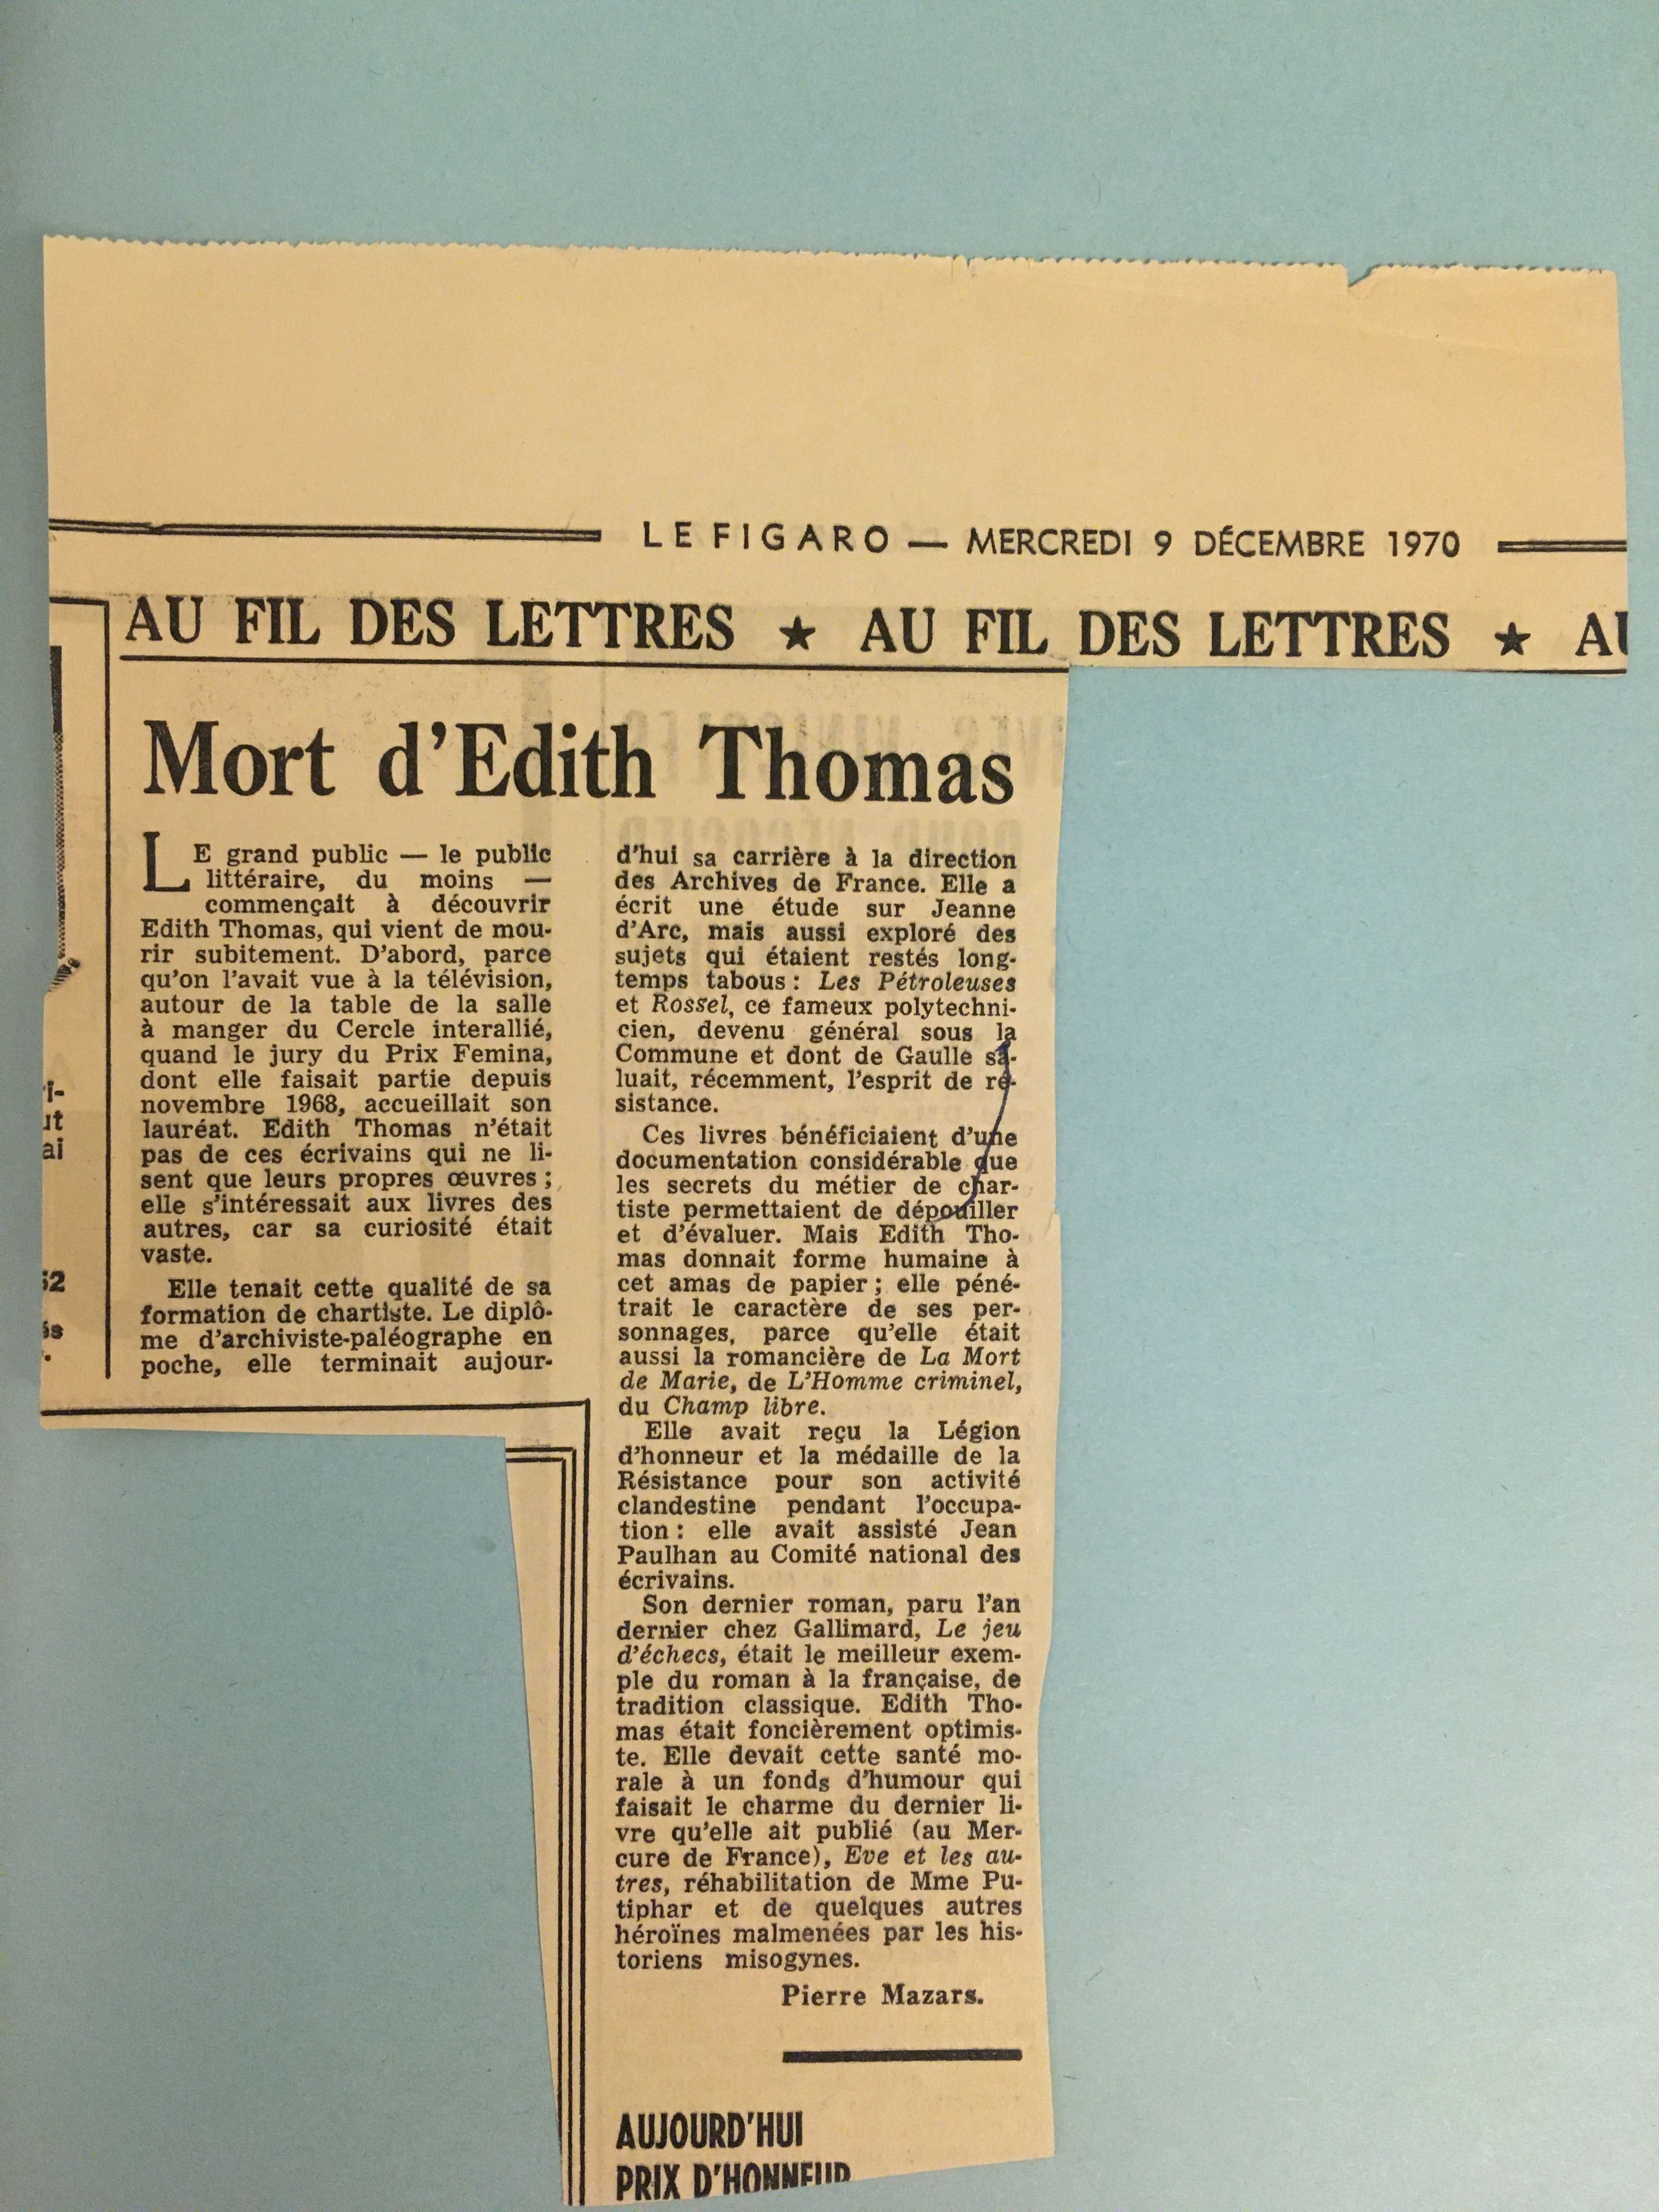 LE FIGARO — MERCREDI 9 DÉCEMBRE 1970
AU FIL DES LETTRES ★ AU FIL DES LETTRES ★ AU
Mort d'Edith Thomas
LE grand public — le public
littéraire, du moins —
commençait à découvrir
Edith Thomas, qui vient de mou-
rir subitement. D'abord, parce
qu'on l'avait vue à la télévision,
autour de la table de la salle
à manger du Cercle interallié,
quand le jury du Prix Femina,
dont elle faisait partie depuis
novembre 1968, accueillait son
lauréat. Edith Thomas n'était
pas de ces écrivains qui ne li-
sent que leurs propres œuvres ;
elle s'intéressait aux livres des
autres, car sa curiosité était
vaste.
Elle tenait cette qualité de sa
formation de chartiste. Le diplô-
me d'archiviste-paléographe en
poche, elle terminait aujour-
d'hui sa carrière à la direction
des Archives de France. Elle a
écrit une étude sur Jeanne
d'Arc, mais aussi exploré des
sujets qui étaient restés long-
temps tabous : Les Pétroleuses
et Rossel, ce fameux polytechni-
cien, devenu général sous la
Commune et dont de Gaulle sa-
luait, récemment, l'esprit de ré-
sistance.
Ces livres bénéficiaient d'une
documentation considérable que
les secrets du métier de char-
tiste permettaient de dépouiller
et d'évaluer. Mais Edith Tho-
mas donnait forme humaine à
cet amas de papier ; elle péné-
trait le caractère de ses per-
sonnages, parce qu'elle était
aussi la romancière de La Mort
de Marie, de L'Homme criminel,
du Champ libre.
Elle avait reçu la Légion
d'honneur et la médaille de la
Résistance pour son activité
clandestine pendant l'occupa-
tion : elle avait assisté Jean
Paulhan au Comité national des
écrivains.
Son dernier roman, paru l'an
dernier chez Gallimard, Le jeu
d'échecs, était le meilleur exem-
ple du roman à la française, de
tradition classique. Edith Tho-
mas était foncièrement optimis-
te. Elle devait cette santé mo-
rale à un fonds d'humour qui
faisait le charme du dernier li-
vre qu'elle ait publié (au Mer-
cure de France), Eve et les au-
tres, réhabilitation de Mme Pu-
tiphar et de quelques autres
héroïnes malmenées par les his-
toriens misogynes.
Pierre Mazars.
AUJOURD'HUI
PRIX D'HONNEUR